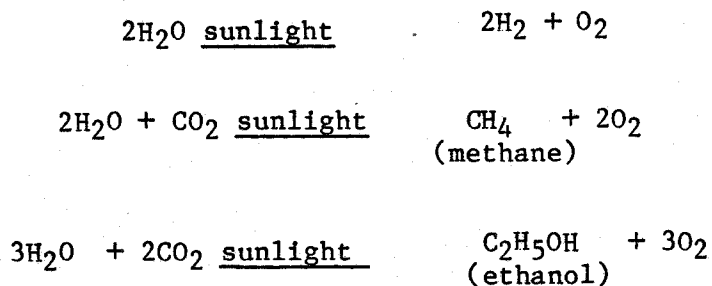 2H₂O sunlight 2H₂ + O₂
2H₂O + CO₂ sunlight CH₄ + 2O₂
(methane)
3H₂O + 2CO₂ sunlight C₂H₅OH + 3O₂
(ethanol)